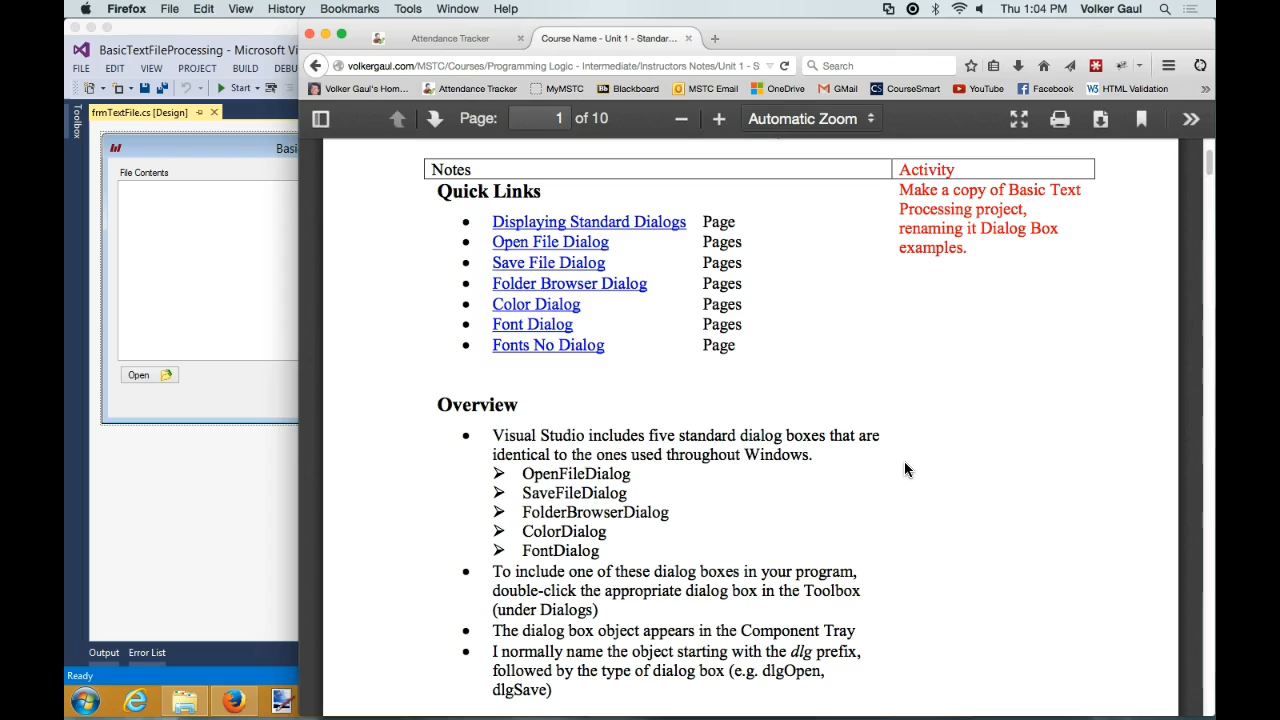 Firefox File Edit View History Bookmarks Tools Window Help Thu 1:04 PM Volker Gaul
BasicTextFileProcessing - Microsoft Vi
FILE EDIT VIEW PROJECT BUILD DEBU
Start
Toolbox
frmTextFile.cs [Design]
Basi
File Contents
Open
Output Error List
Ready
Attendance Tracker
Course Name - Unit 1 - Standar...
volkergaul.com/MSTC/Courses/Programming Logic - Intermediate/Instructors Notes/Unit 1 - S
Search
Volker Gaul's Hom... Attendance Tracker MyMSTC Blackboard MSTC Email OneDrive GMail CourseSmart YouTube Facebook HTML Validation
Page: 1 of 10 Automatic Zoom
Notes Activity
Quick Links
Make a copy of Basic Text
Processing project,
renaming it Dialog Box
examples.
• Displaying Standard Dialogs Page
• Open File Dialog Pages
• Save File Dialog Pages
• Folder Browser Dialog Pages
• Color Dialog Pages
• Font Dialog Pages
• Fonts No Dialog Page
Overview
• Visual Studio includes five standard dialog boxes that are
identical to the ones used throughout Windows.
➢ OpenFileDialog
➢ SaveFileDialog
➢ FolderBrowserDialog
➢ ColorDialog
➢ FontDialog
• To include one of these dialog boxes in your program,
double-click the appropriate dialog box in the Toolbox
(under Dialogs)
• The dialog box object appears in the Component Tray
• I normally name the object starting with the dlg prefix,
followed by the type of dialog box (e.g. dlgOpen,
dlgSave)